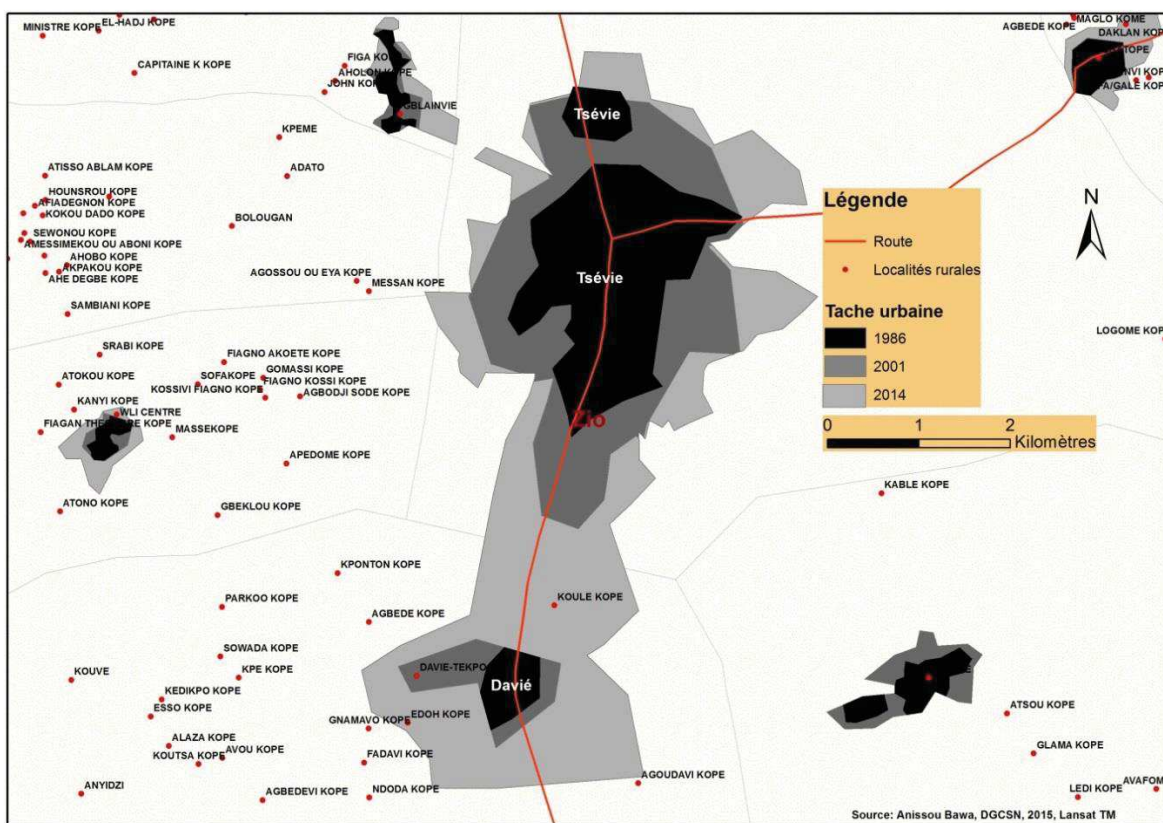 MINISTRE KOPE
EL-HADJ KOPE
CAPITAINE K KOPE
FIGA KO
AHOLON KOPE
JOHN KOPE
GBLAINVIE
KPEME
ADATO
BOLOUGAN
ATISSO ABLAM KOPE
HOUNSROU KOPE
AFIADEGNON KOPE
KOKOU DADO KOPE
SEWONOU KOPE
AMESSIMEKOU OU ABONI KOPE
AHOBO KOPE
AKPAKOU KOPE
AHE DEGBE KOPE
SAMBIANI KOPE
AGOSSOU OU EYA KOPE
MESSAN KOPE
Tsévie
Tsévie
AGBEDE KOPE
MAGLO KOME
DAKLAN KOP
NVI KOP
PA/GALE KOP
N
Légende
Route
Localités rurales
Tache urbaine
1986
2001
2014
0 1 2
Kilomètres
LOGOME KOP
SRABI KOPE
FIAGNO AKOETE KOPE
GOMASSI KOPE
SOFAKOPE
FIAGNO KOSSI KOPE
KOSSIVI FIAGNO KOPE
AGBODJI SODE KOPE
ATOKOU KOPE
KANYI KOPE
WLI CENTRE
MASSEKOPE
APEDOME KOPE
ATONO KOPE
GBEKLOU KOPE
Zio
KABLE KOPE
KPONTON KOPE
PARKOO KOPE
AGBEDE KOPE
KOULE KOPE
SOWADA KOPE
KOUVE
KPE KOPE
DAVIE-TEKPO
Davié
KEDIKPO KOPE
ESSO KOPE
GNAMAVO KOPE
EDOH KOPE
ALAZA KOPE
KOUTSA KOPE
AVOU KOPE
FADAVI KOPE
ANYIDZI
AGBEDEVI KOPE
NDODA KOPE
AGOUDAVI KOPE
ATSOU KOPE
GLAMA KOPE
LEDI KOPE
AVAFOM
Source: Anissou Bawa, DGCSN, 2015, Lansat TM